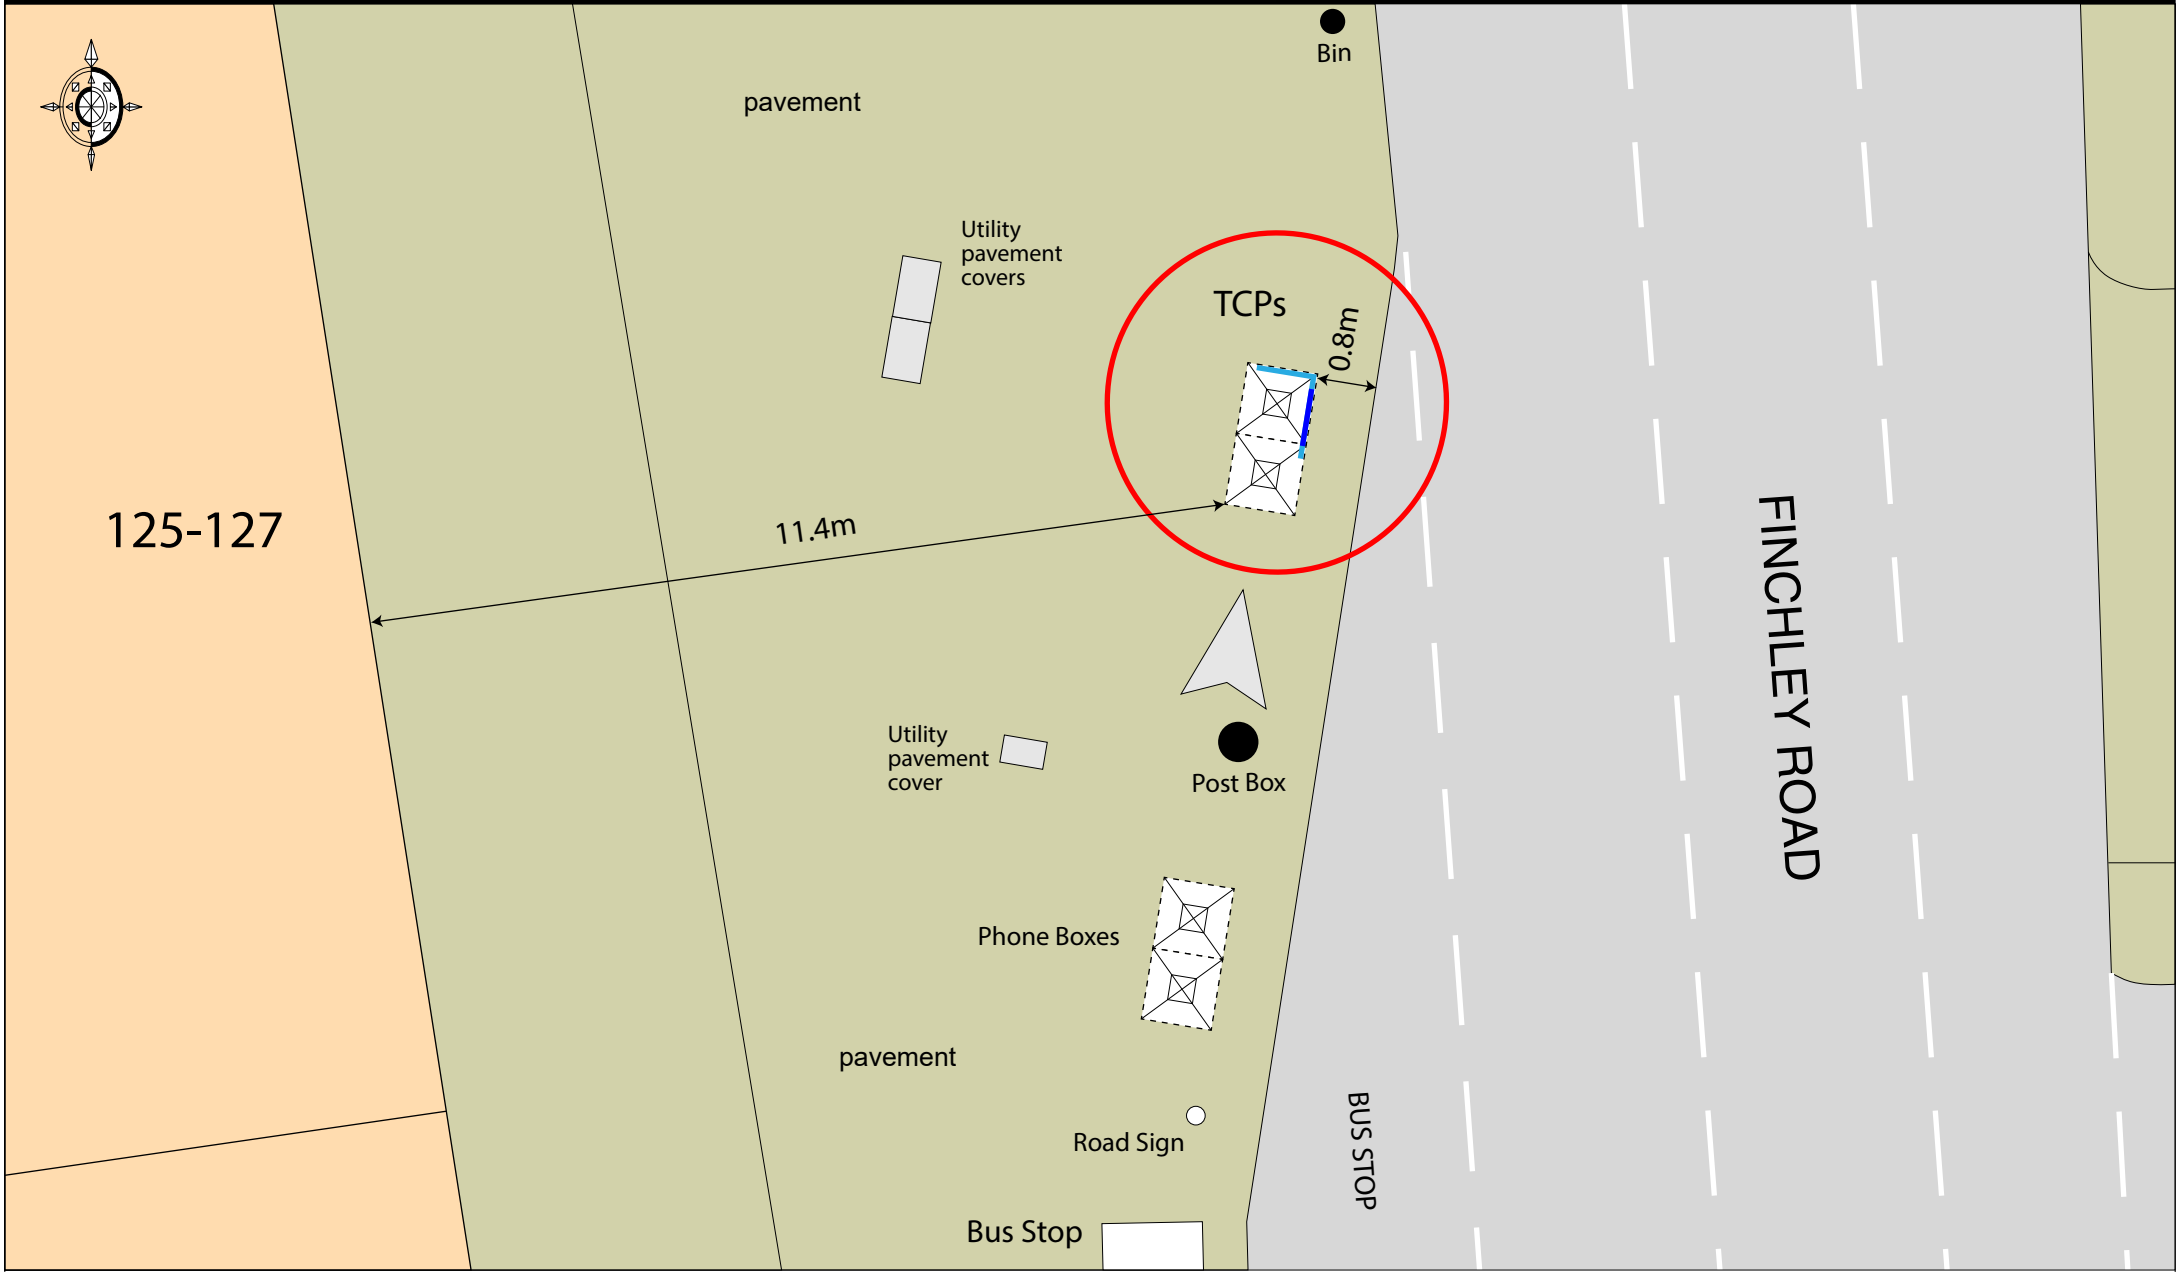 Bin
pavement
Utility
pavement
covers
TCPs
0.8m
125-127
11.4m
FINCHLEY ROAD
Utility
pavement
cover
Post Box
Phone Boxes
pavement
BUS STOP
Road Sign
Bus Stop